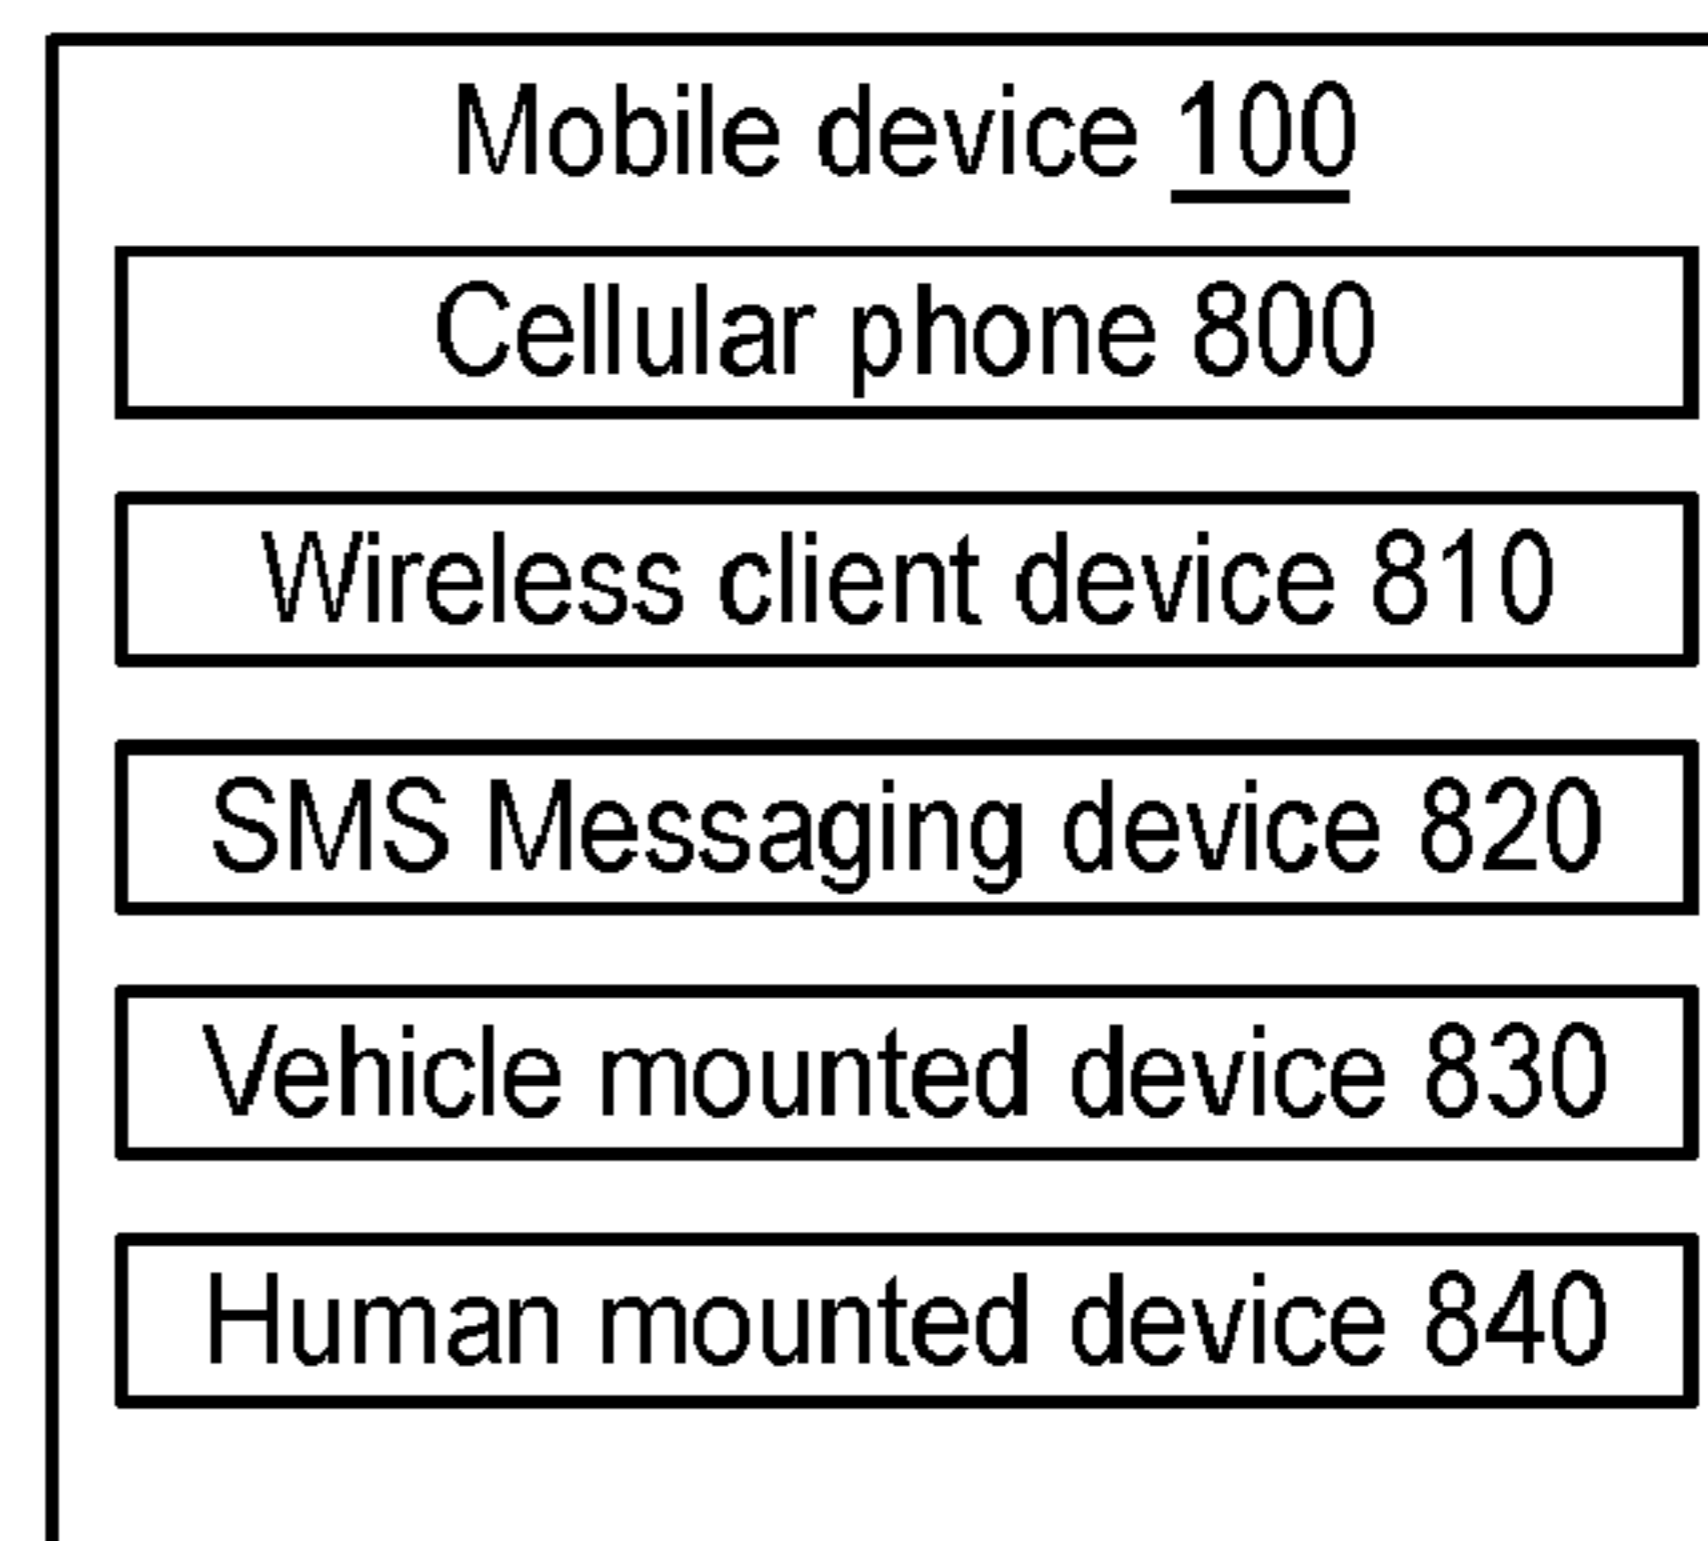 Mobile device 100
Cellular phone 800
Wireless client device 810
SMS Messaging device 820
Vehicle mounted device 830
Human mounted device 840